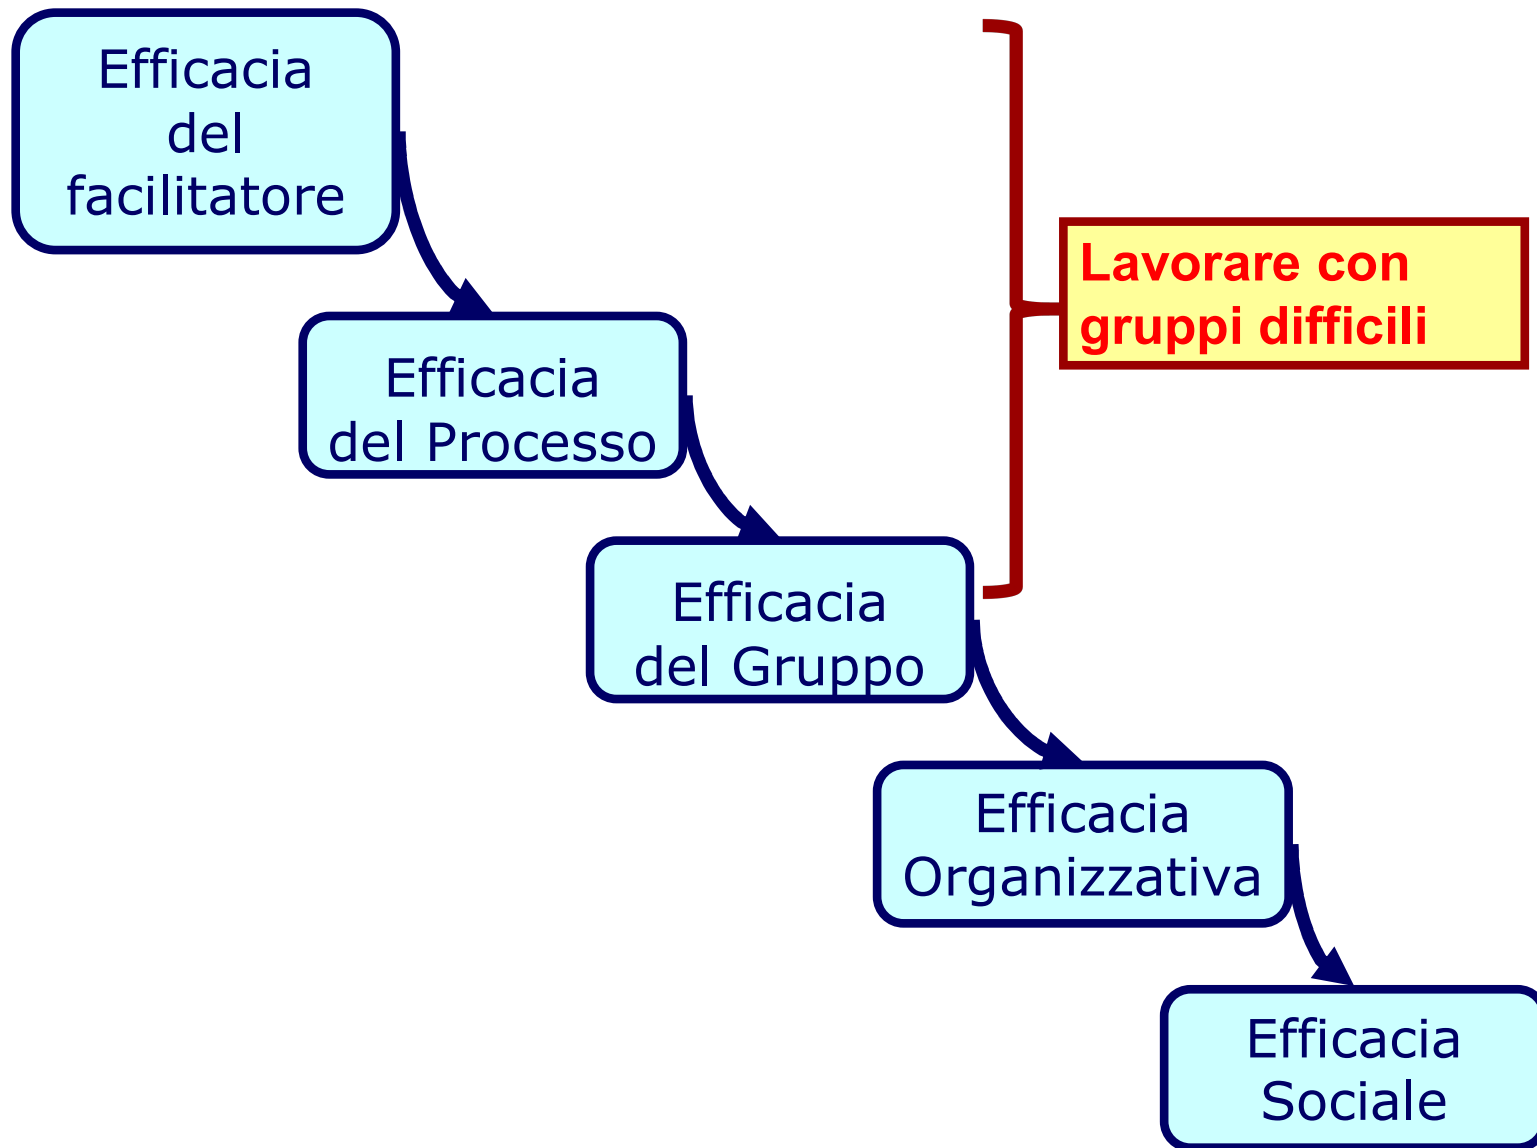 Efficacia
del
facilitatore
Lavorare con
gruppi difficili
Efficacia
del Processo
Efficacia
del Gruppo
Efficacia
Organizzativa
Efficacia
Sociale